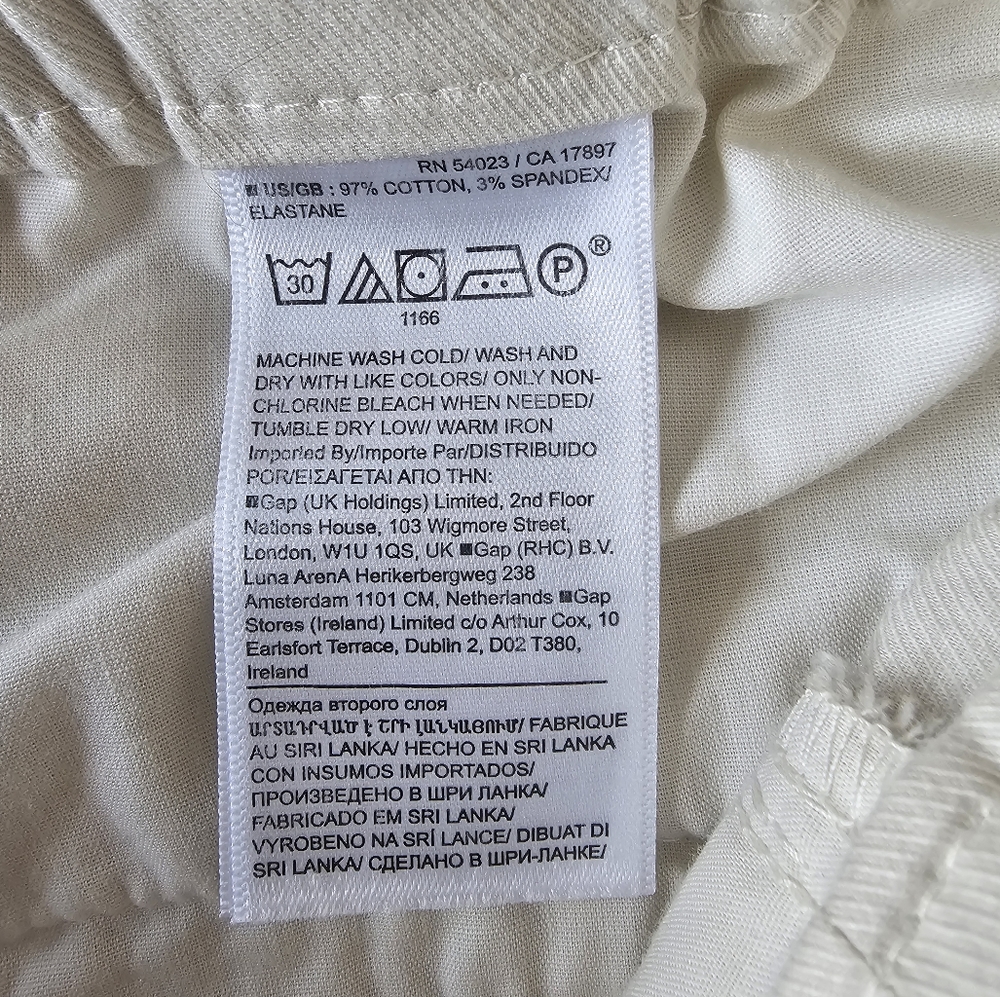 RN 54023 / CA 17897
US/GB : 97% COTTON, 3% SPANDEX/
ELASTANE
30 P ®
1166
MACHINE WASH COLD/ WASH AND
DRY WITH LIKE COLORS/ ONLY NON-
CHLORINE BLEACH WHEN NEEDED/
TUMBLE DRY LOW/ WARM IRON
Imported By/Importe Par/DISTRIBUIDO
POR/ΕΙΣΑΓΕΤΑΙ ΑΠΟ ΤΗΝ:
Gap (UK Holdings) Limited, 2nd Floor
Nations House, 103 Wigmore Street,
London, W1U 1QS, UK Gap (RHC) B.V.
Luna ArenA Herikerbergweg 238
Amsterdam 1101 CM, Netherlands Gap
Stores (Ireland) Limited c/o Arthur Cox, 10
Earlsfort Terrace, Dublin 2, D02 T380,
Ireland
Одежда второго слоя
ԱՐՏԱԴՐՎԱԾ Է ՇՐԻ ԼԱՆԿԱՅՈՒՄ/ FABRIQUE
AU SIRI LANKA/ HECHO EN SRI LANKA
CON INSUMOS IMPORTADOS/
ПРОИЗВЕДЕНО В ШРИ ЛАНКА/
FABRICADO EM SRI LANKA/
VYROBENO NA SRÍ LANCE/ DIBUAT DI
SRI LANKA/ СДЕЛАНО В ШРИ-ЛАНКЕ/